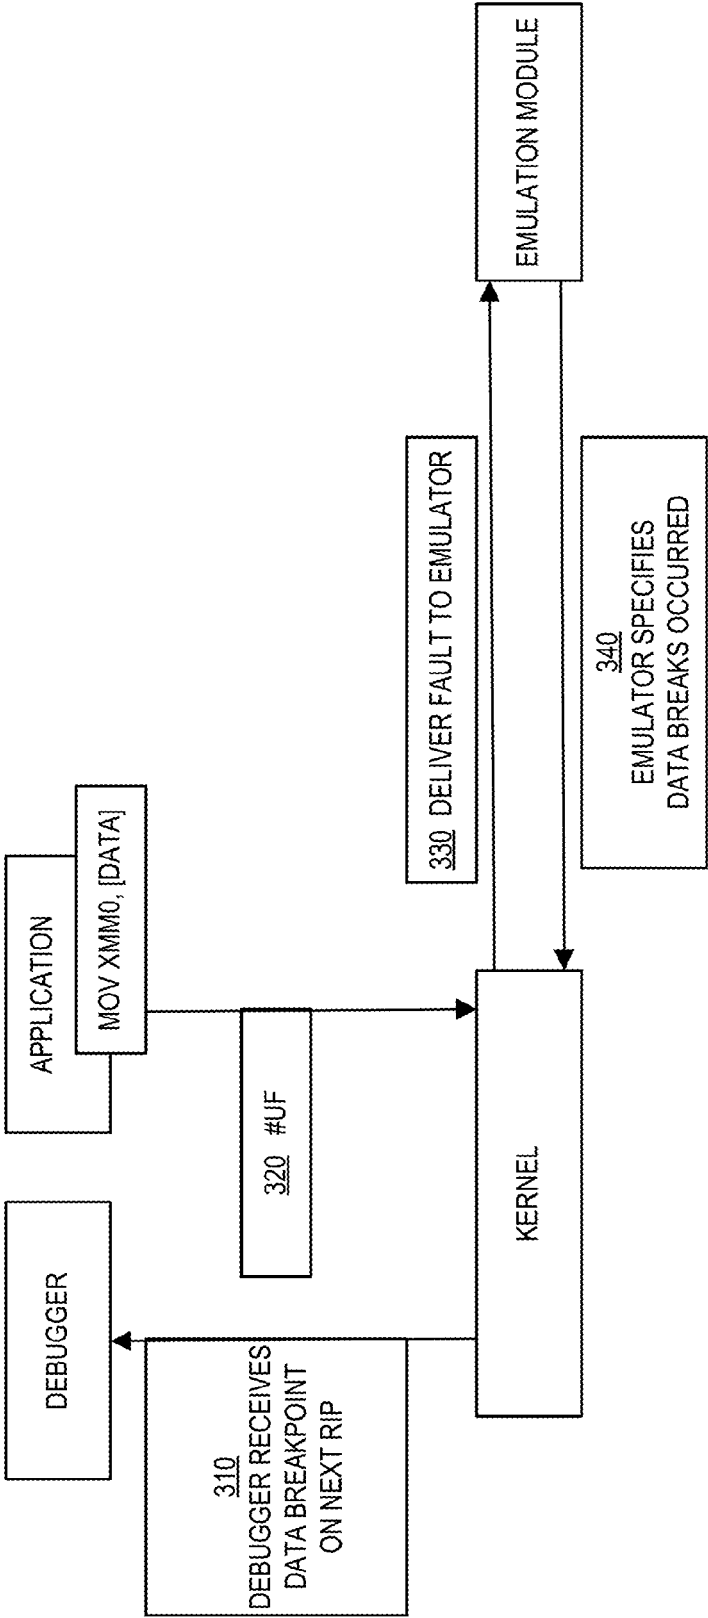 DEBUGGER
APPLICATION
MOV XMM0, [DATA]
310
DEBUGGER RECEIVES
DATA BREAKPOINT
ON NEXT RIP
320 #UF
330 DELIVER FAULT TO EMULATOR
KERNEL
EMULATION MODULE
340
EMULATOR SPECIFIES
DATA BREAKS OCCURRED